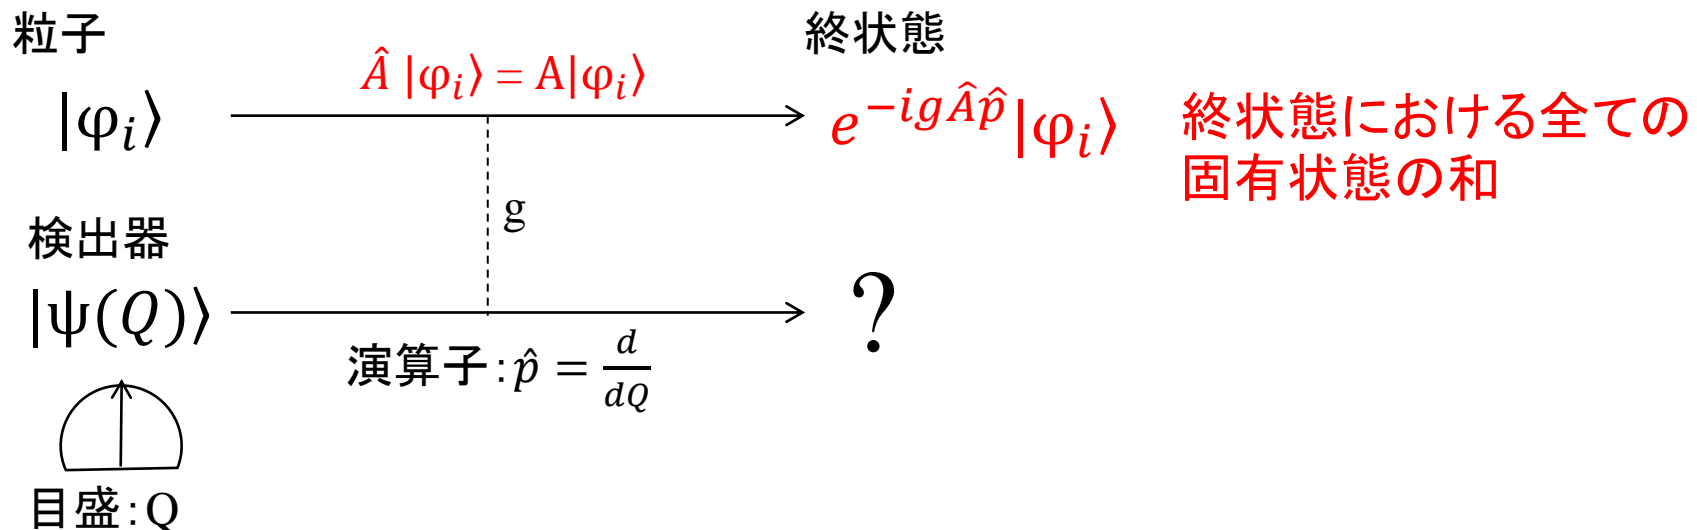 粒子
終状態
Â |φᵢ⟩ = A|φᵢ⟩
|φᵢ⟩
e^{-igÂp̂}|φᵢ⟩
終状態における全ての
固有状態の和
g
検出器
|ψ(Q)⟩
?
演算子:p̂ = d/dQ
目盛:Q